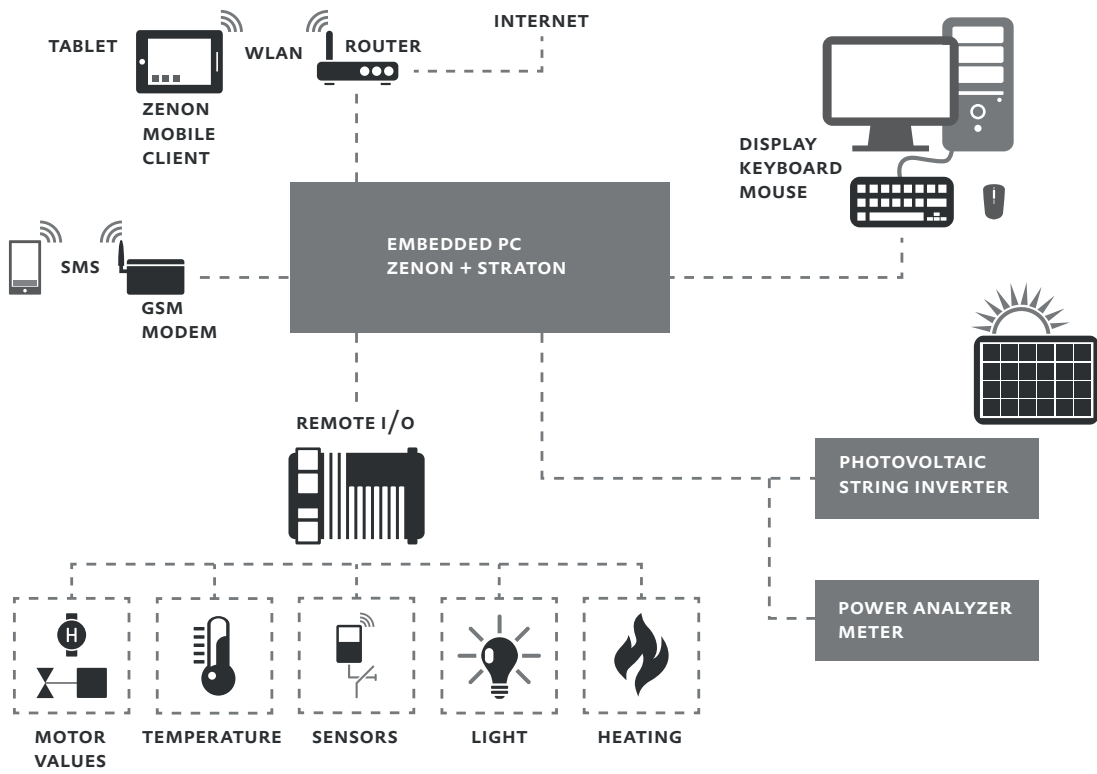 INTERNET
TABLET
WLAN
ROUTER
ZENON
MOBILE
CLIENT
DISPLAY
KEYBOARD
MOUSE
EMBEDDED PC
ZENON + STRATON
SMS
GSM
MODEM
REMOTE I/O
PHOTOVOLTAIC
STRING INVERTER
POWER ANALYZER
METER
H
MOTOR
VALUES
TEMPERATURE
SENSORS
LIGHT
HEATING